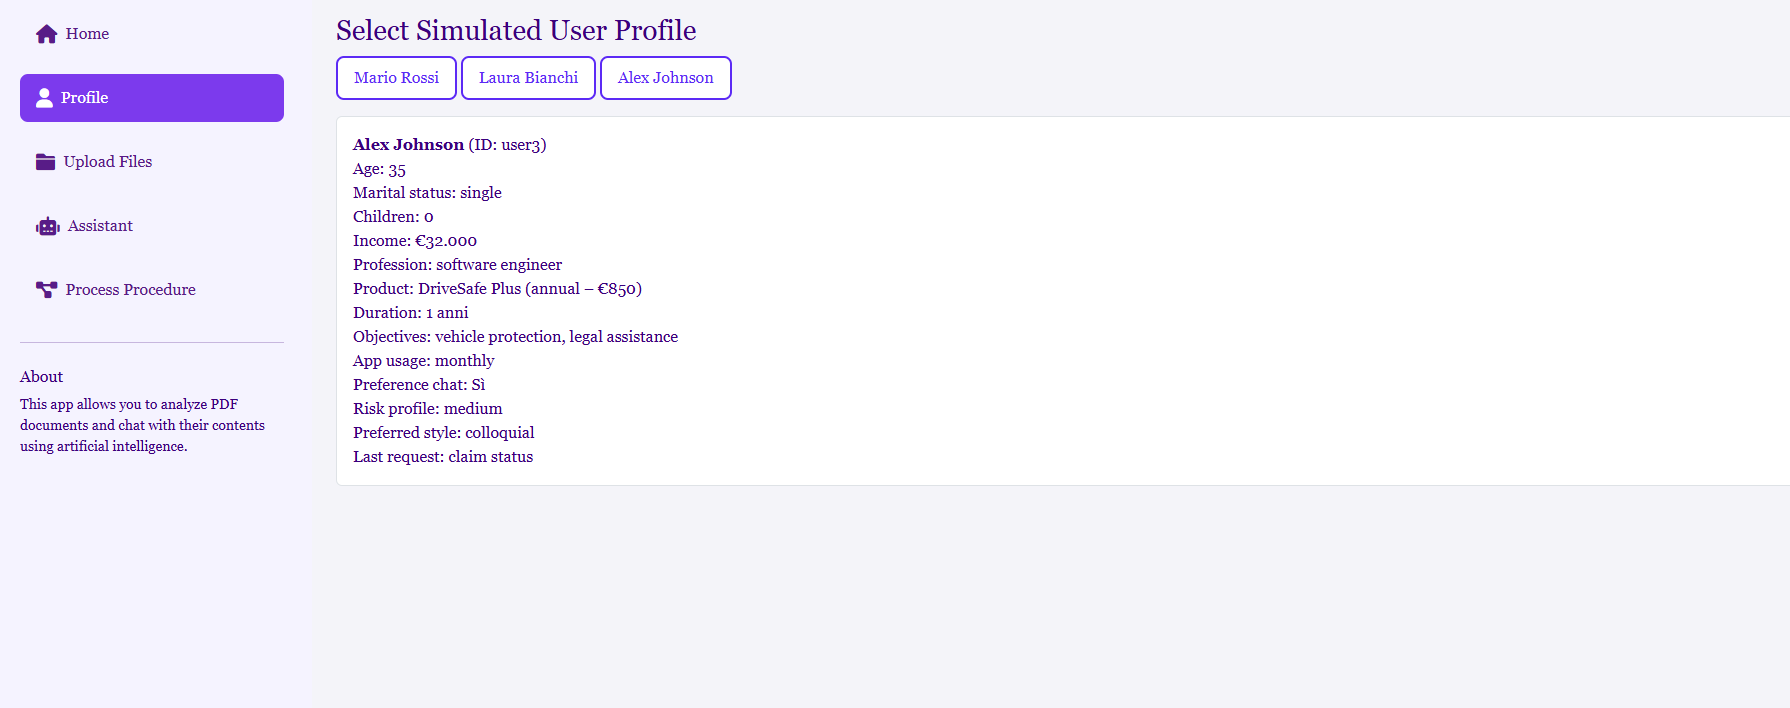 Home
Profile
Upload Files
Assistant
Process Procedure
About
This app allows you to analyze PDF
documents and chat with their contents
using artificial intelligence.
Select Simulated User Profile
Mario Rossi
Laura Bianchi
Alex Johnson
Alex Johnson (ID: user3)
Age: 35
Marital status: single
Children: 0
Income: €32.000
Profession: software engineer
Product: DriveSafe Plus (annual – €850)
Duration: 1 anni
Objectives: vehicle protection, legal assistance
App usage: monthly
Preference chat: Sì
Risk profile: medium
Preferred style: colloquial
Last request: claim status